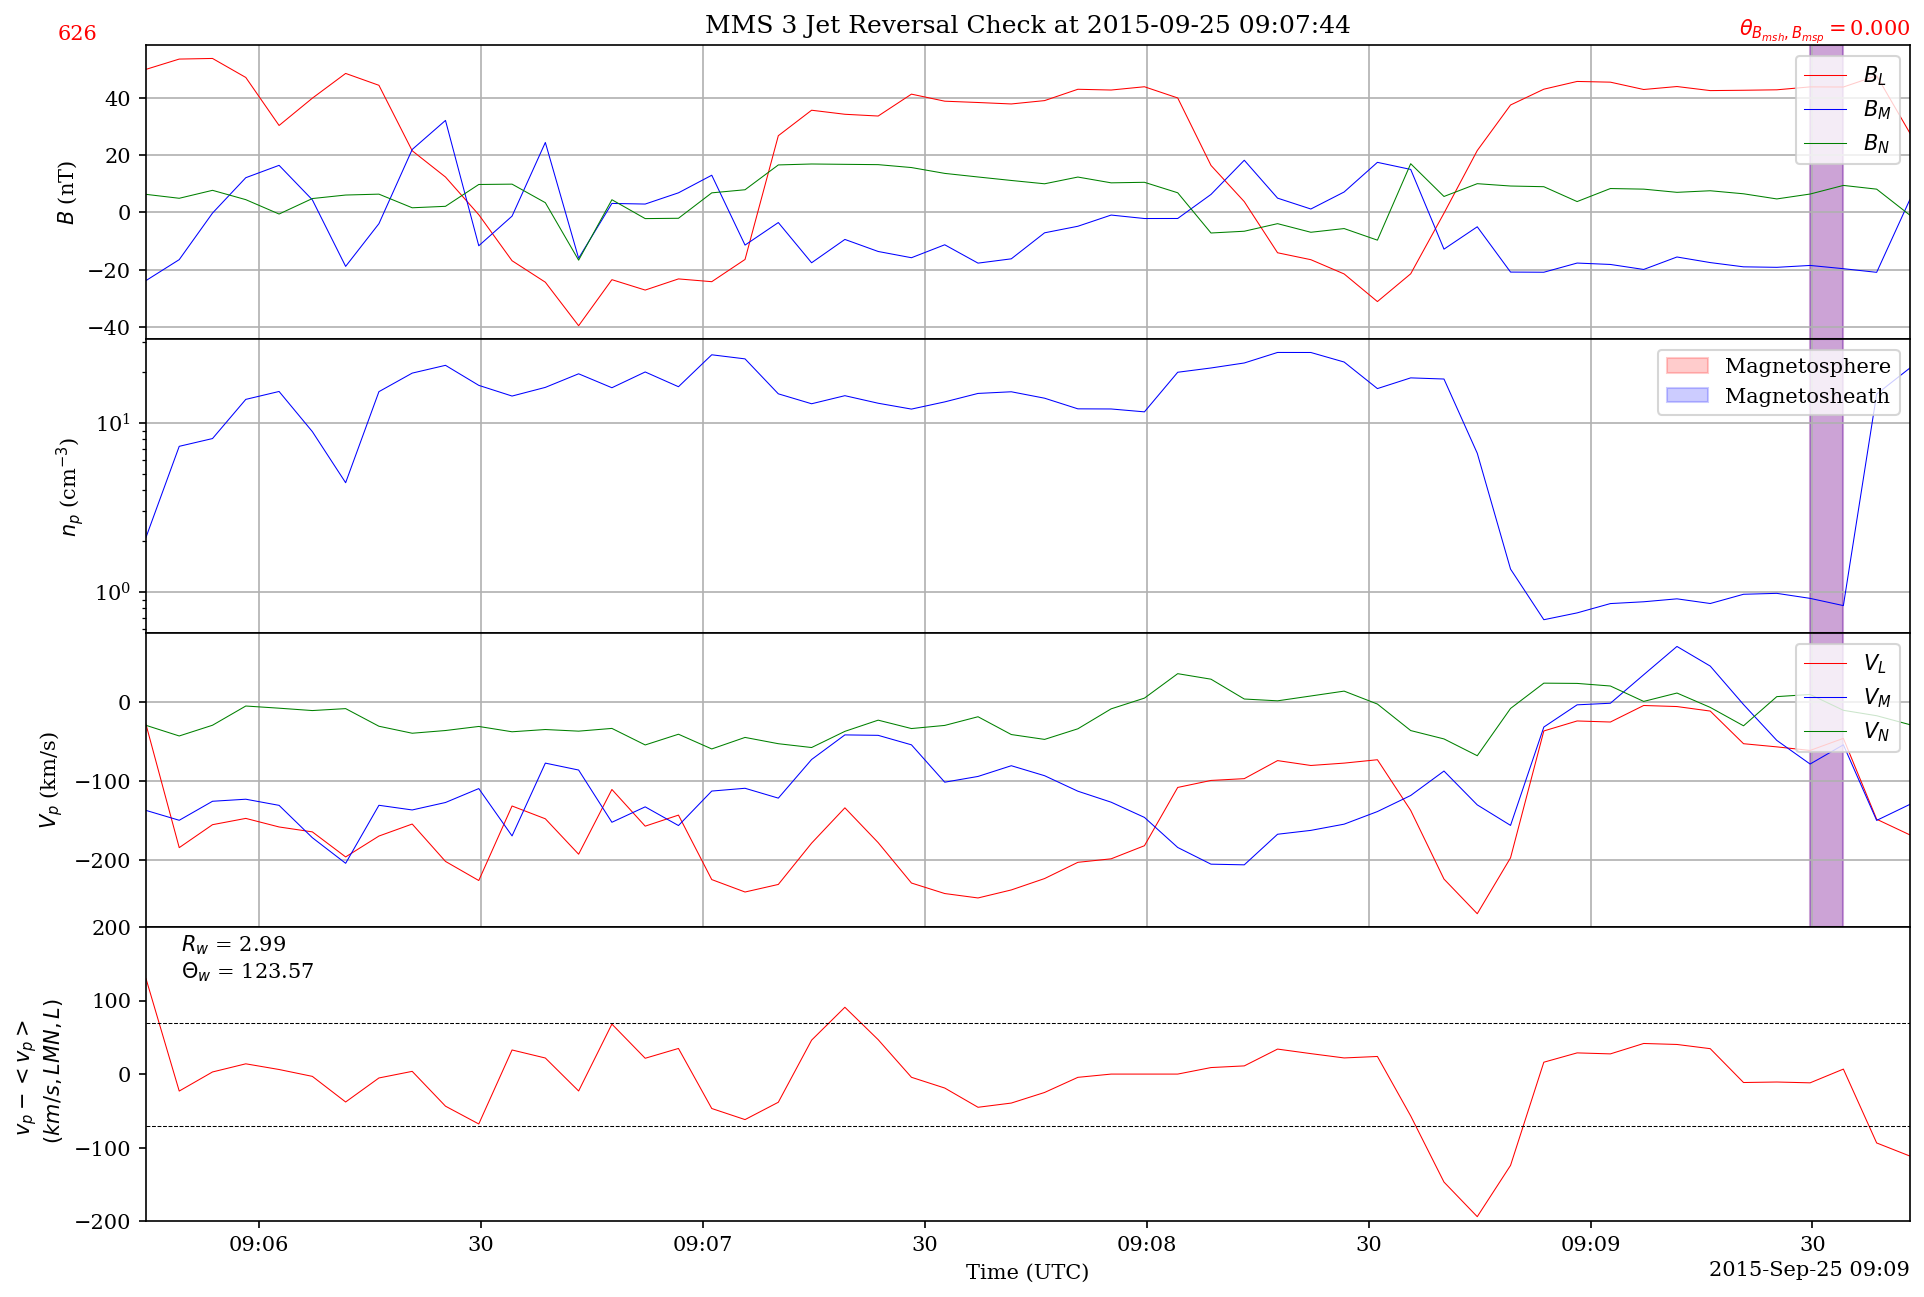 MMS 3 Jet Reversal Check at 2015-09-25 09:07:44
626
θ_{B_{msh}, B_{msp}} = 0.000
40
20
0
−20
−40
B (nT)
B_L
B_M
B_N
10^1
10^0
n_p (cm^{−3})
Magnetosphere
Magnetosheath
0
−100
−200
V_p (km/s)
V_L
V_M
V_N
200
100
0
−100
−200
v_p − < v_p >
(km/s, LMN, L)
R_w = 2.99
Θ_w = 123.57
09:06
30
09:07
30
09:08
30
09:09
30
Time (UTC)
2015-Sep-25 09:09